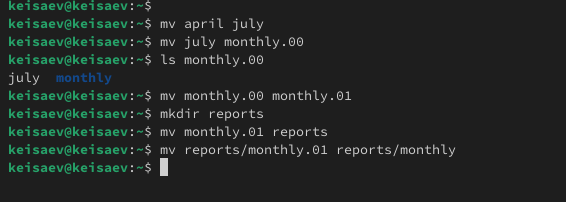 keisaev@keisaev:~$
keisaev@keisaev:~$ mv april july
keisaev@keisaev:~$ mv july monthly.00
keisaev@keisaev:~$ ls monthly.00
july  monthly
keisaev@keisaev:~$ mv monthly.00 monthly.01
keisaev@keisaev:~$ mkdir reports
keisaev@keisaev:~$ mv monthly.01 reports
keisaev@keisaev:~$ mv reports/monthly.01 reports/monthly
keisaev@keisaev:~$